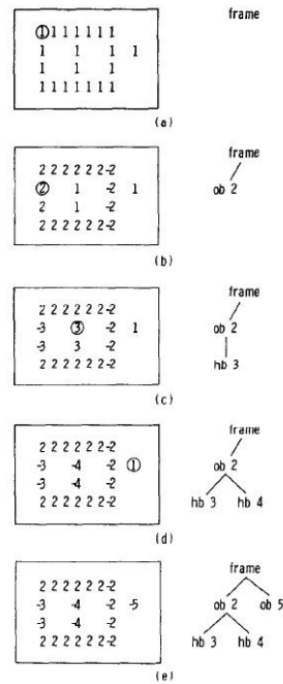 frame
①1 1 1 1 1 1
1 1 1 1
1 1 1
1 1 1 1 1 1 1
(a)
frame
2 2 2 2 2 2 -2
② 1 -2 1
ob 2
2 1 -2
2 2 2 2 2 2 -2
(b)
frame
2 2 2 2 2 2 -2
-3 ③ -2 1
ob 2
-3 3 -2
2 2 2 2 2 2 -2
hb 3
(c)
frame
2 2 2 2 2 2 -2
-3 -4 -2 ①
ob 2
-3 -4 -2
2 2 2 2 2 2 -2
hb 3 hb 4
(d)
frame
2 2 2 2 2 2 -2
-3 -4 -2 -5
ob 2 ob 5
-3 -4 -2
2 2 2 2 2 2 -2
hb 3 hb 4
(e)